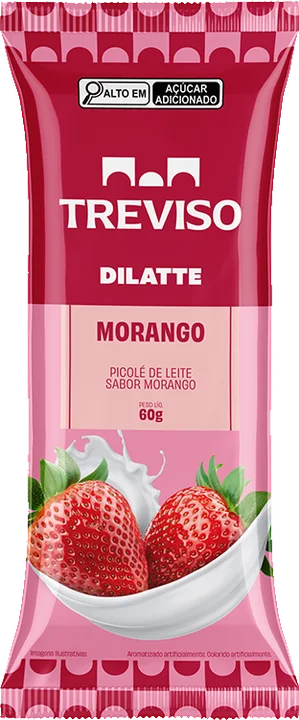 ALTO EM
AÇÚCAR
ADICIONADO
TREVISO
DILATTE
MORANGO
PICOLÉ DE LEITE
SABOR MORANGO
PESO LÍQ.
60g
Imagens Ilustrativas
Aromatizado artificialmente. Colorido artificialmente.